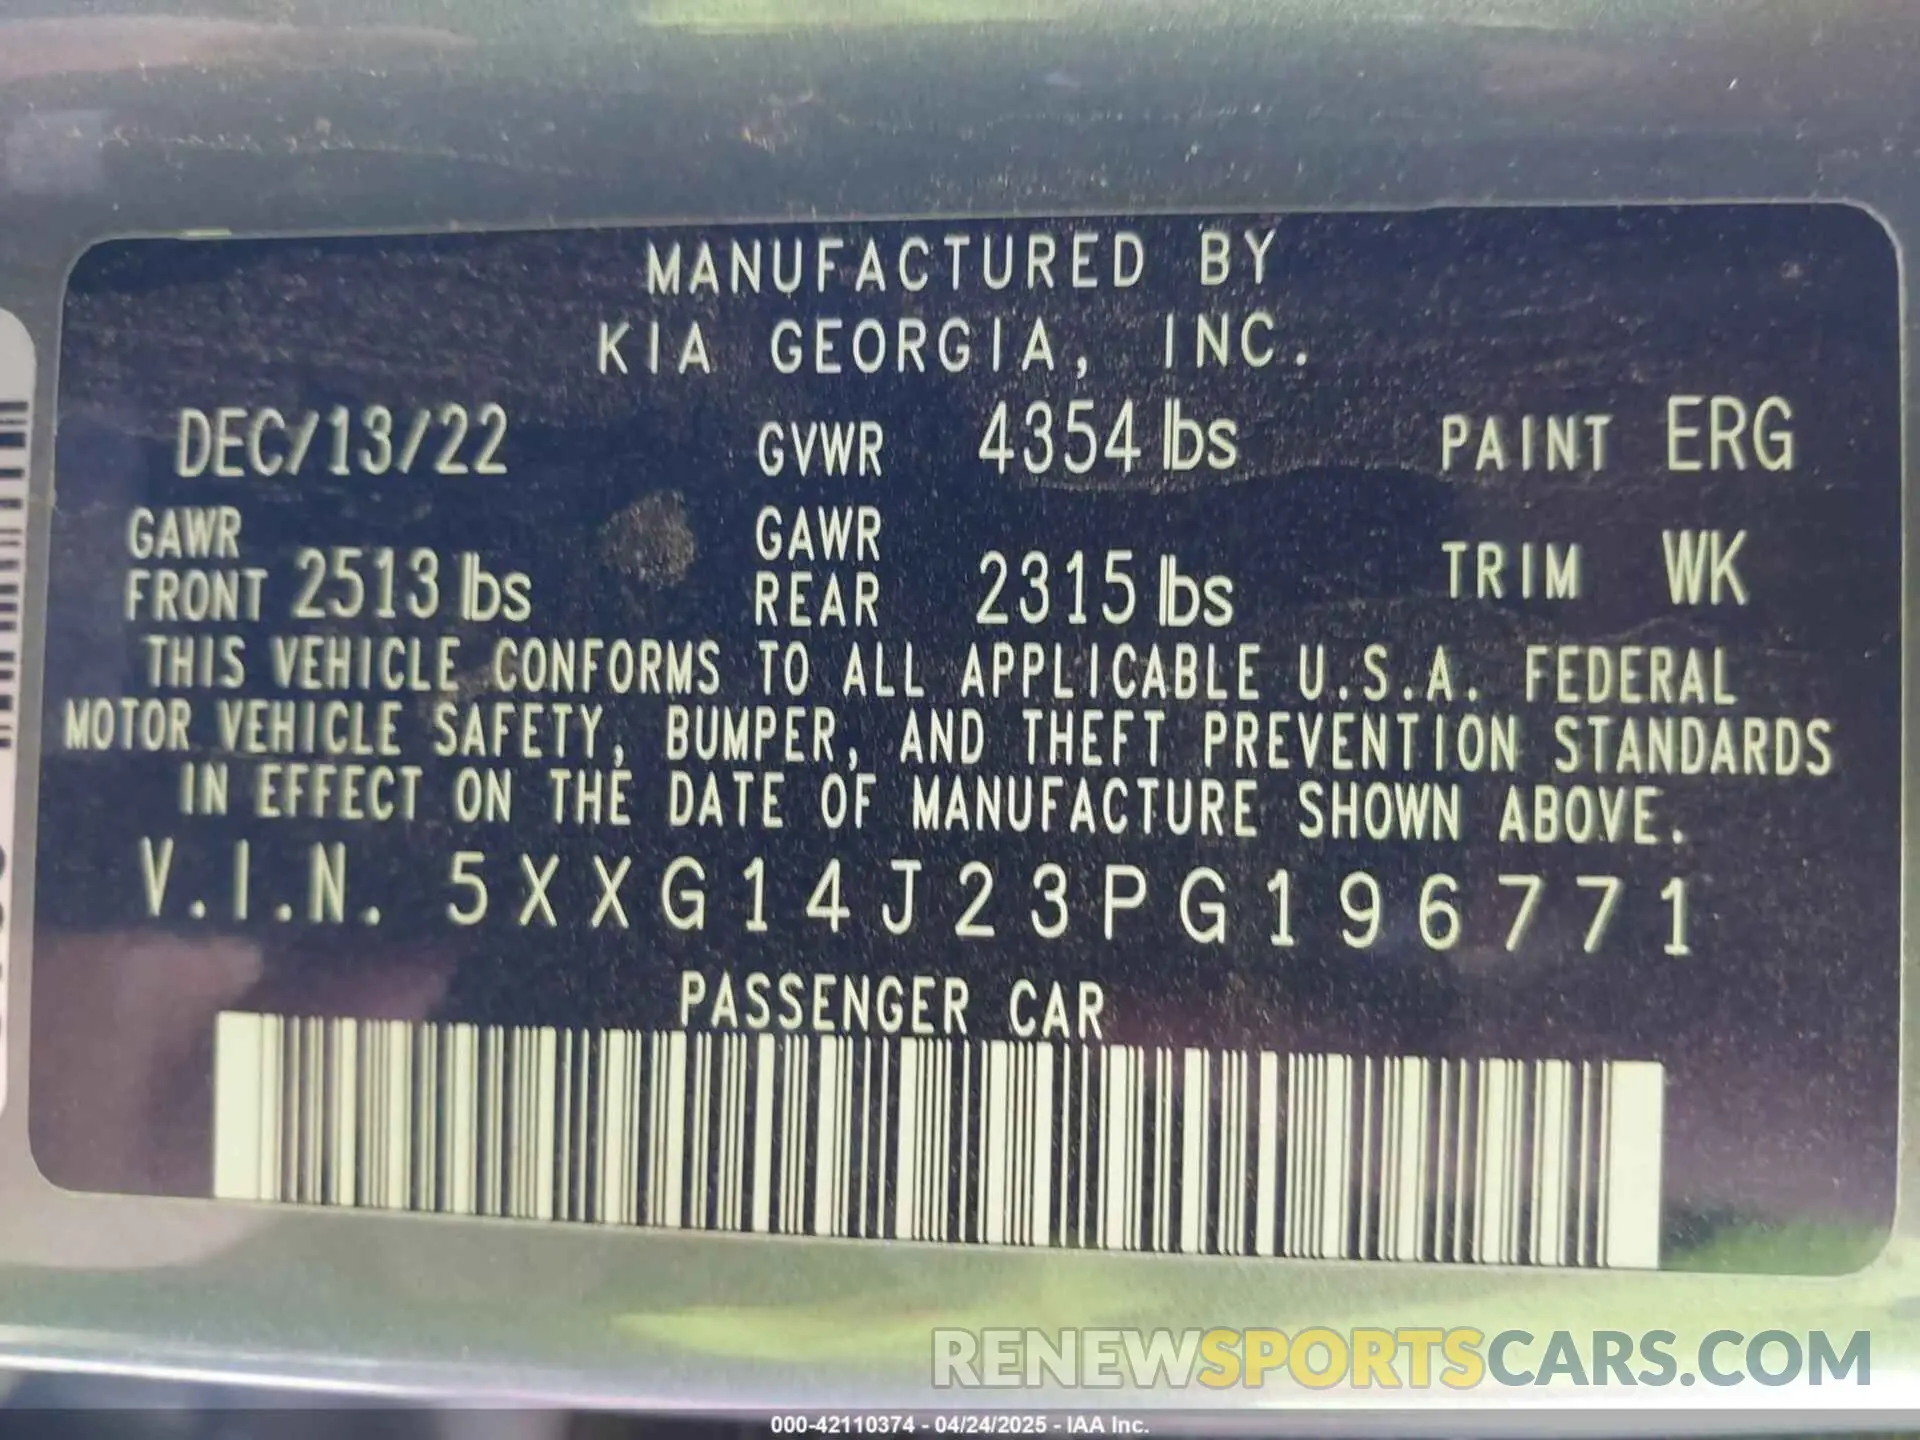 MANUFACTURED BY
KIA GEORGIA, INC.
DEC/13/22 GVWR 4354 lbs PAINT ERG
GAWR FRONT 2513 lbs GAWR REAR 2315 lbs TRIM WK
THIS VEHICLE CONFORMS TO ALL APPLICABLE U.S.A. FEDERAL
MOTOR VEHICLE SAFETY, BUMPER, AND THEFT PREVENTION STANDARDS
IN EFFECT ON THE DATE OF MANUFACTURE SHOWN ABOVE.
V.I.N. 5XXG14J23PG196771
PASSENGER CAR
RENEWSPORTSCARS.COM
000-42110374 - 04/24/2025 - IAA Inc.